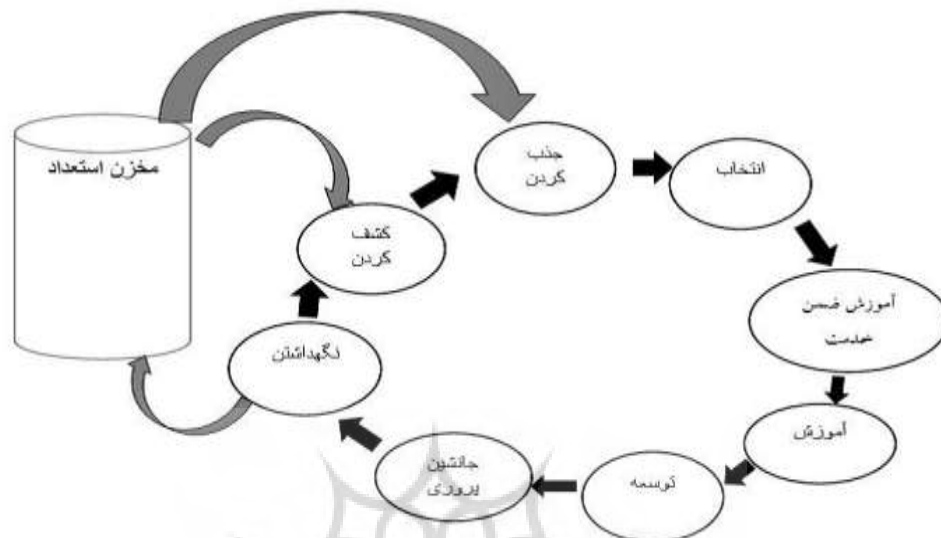 مخزن استعداد
جذب
کردن
انتخاب
کشف
کردن
آموزش ضمن
خدمت
نگهداشتن
آموزش
جانشین
پروری
توسعه